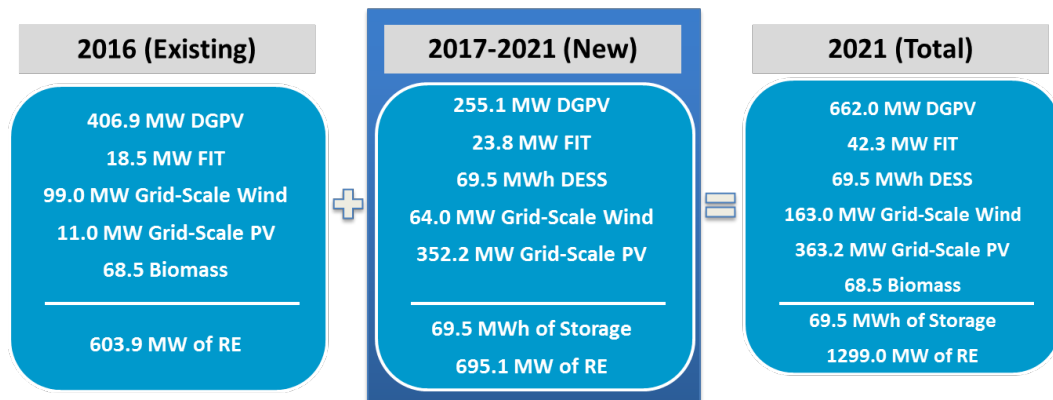 2016 (Existing)
406.9 MW DGPV
18.5 MW FIT
99.0 MW Grid-Scale Wind
11.0 MW Grid-Scale PV
68.5 Biomass
603.9 MW of RE
2017-2021 (New)
255.1 MW DGPV
23.8 MW FIT
69.5 MWh DESS
64.0 MW Grid-Scale Wind
352.2 MW Grid-Scale PV
69.5 MWh of Storage
695.1 MW of RE
2021 (Total)
662.0 MW DGPV
42.3 MW FIT
69.5 MWh DESS
163.0 MW Grid-Scale Wind
363.2 MW Grid-Scale PV
68.5 Biomass
69.5 MWh of Storage
1299.0 MW of RE